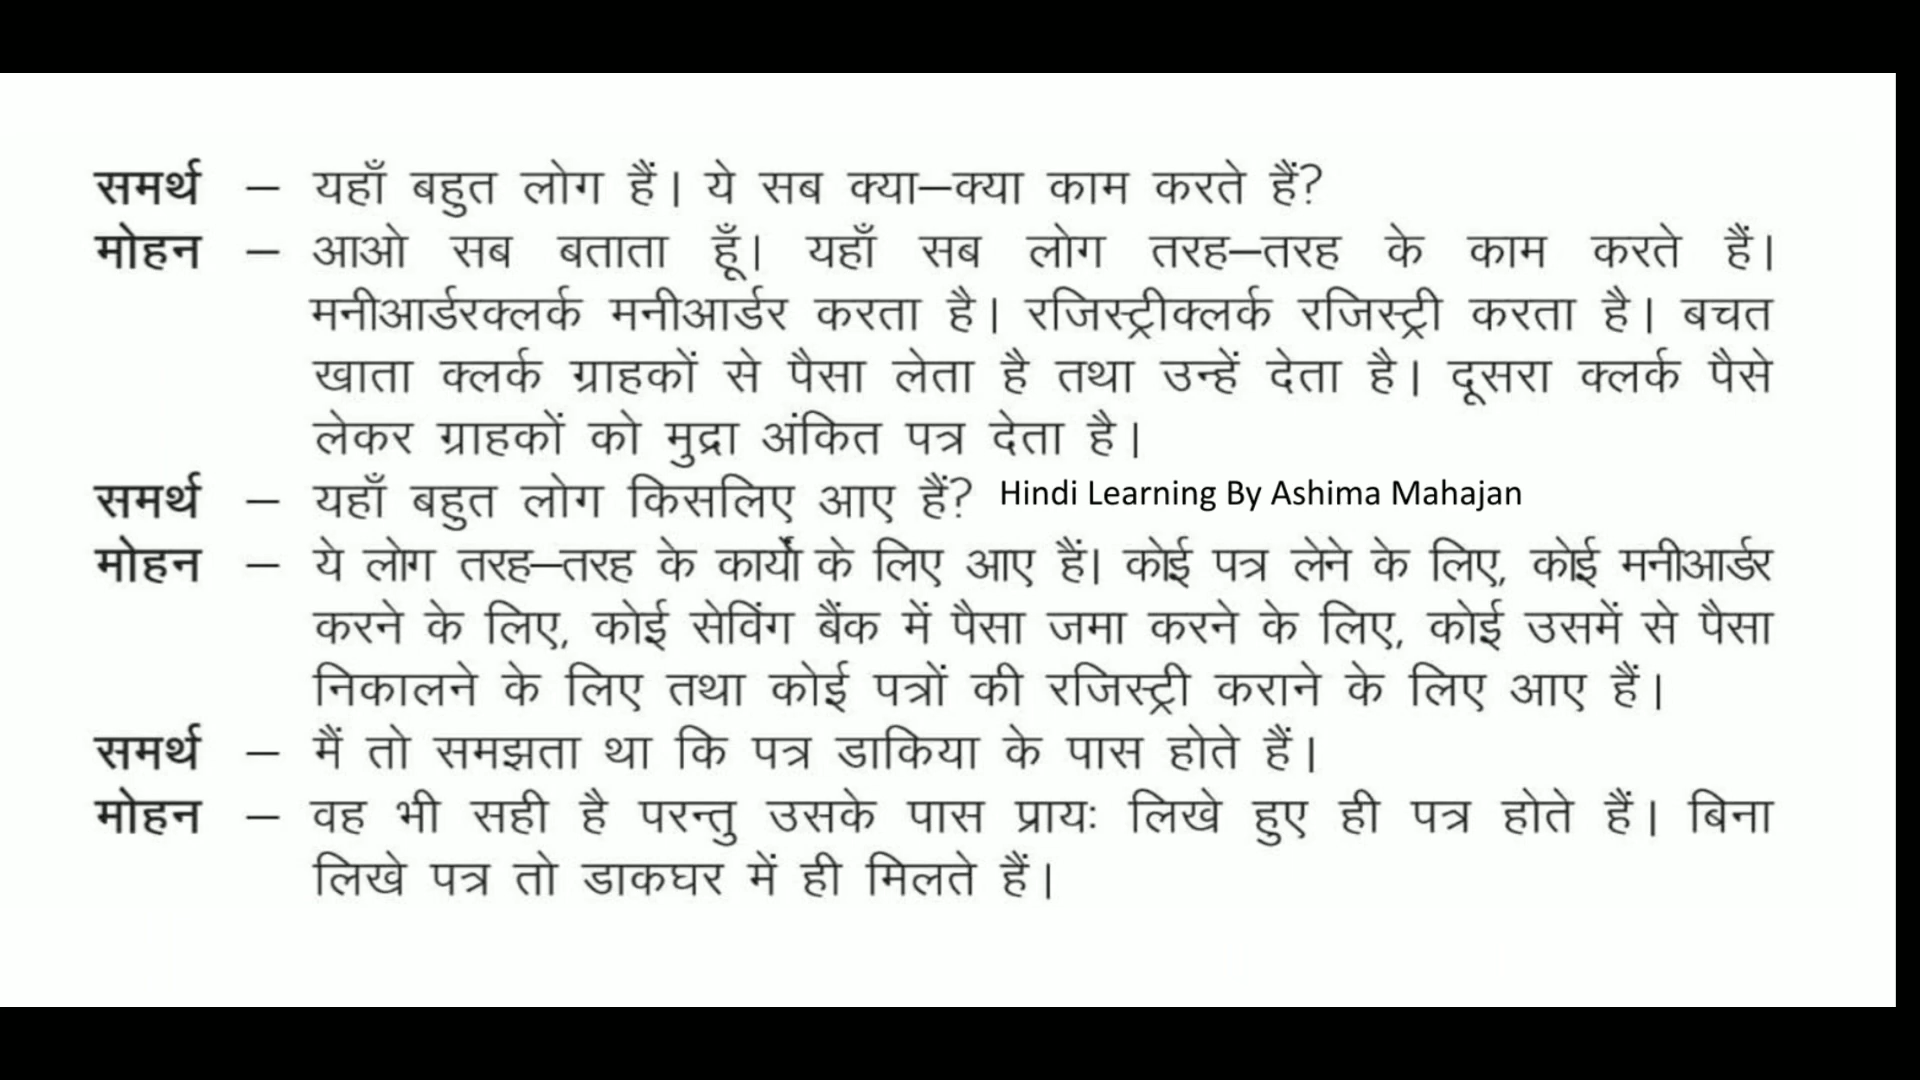 समर्थ – यहाँ बहुत लोग हैं। ये सब क्या–क्या काम करते हैं?
मोहन – आओ सब बताता हूँ। यहाँ सब लोग तरह–तरह के काम करते हैं।
मनीआर्डरक्लर्क मनीआर्डर करता है। रजिस्ट्रीक्लर्क रजिस्ट्री करता है। बचत
खाता क्लर्क ग्राहकों से पैसा लेता है तथा उन्हें देता है। दूसरा क्लर्क पैसे
लेकर ग्राहकों को मुद्रा अंकित पत्र देता है।
समर्थ – यहाँ बहुत लोग किसलिए आए हैं? Hindi Learning By Ashima Mahajan
मोहन – ये लोग तरह–तरह के कार्यों के लिए आए हैं। कोई पत्र लेने के लिए, कोई मनीआर्डर
करने के लिए, कोई सेविंग बैंक में पैसा जमा करने के लिए, कोई उसमें से पैसा
निकालने के लिए तथा कोई पत्रों की रजिस्ट्री कराने के लिए आए हैं।
समर्थ – मैं तो समझता था कि पत्र डाकिया के पास होते हैं।
मोहन – वह भी सही है परन्तु उसके पास प्रायः लिखे हुए ही पत्र होते हैं। बिना
लिखे पत्र तो डाकघर में ही मिलते हैं।